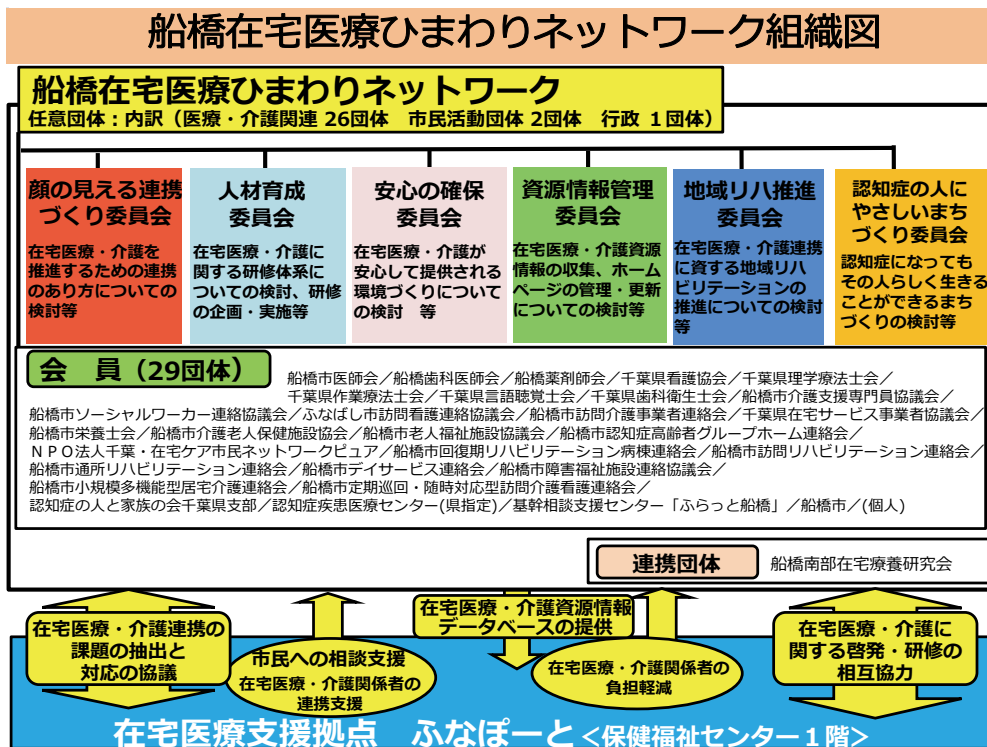 船橋在宅医療ひまわりネットワーク組織図
船橋在宅医療ひまわりネットワーク
任意団体：内訳（医療・介護関連 26団体　市民活動団体 2団体　行政 １団体）
顔の見える連携
づくり委員会
在宅医療・介護を
推進するための連携
のあり方についての
検討等
人材育成
委員会
在宅医療・介護に
関する研修体系に
ついての検討、研修
の企画・実施等
安心の確保
委員会
在宅医療・介護が
安心して提供される
環境づくりについて
の検討　等
資源情報管理
委員会
在宅医療・介護資源
情報の収集、ホーム
ページの管理・更新
についての検討等
地域リハ推進
委員会
在宅医療・介護連携
に資する地域リハ
ビリテーションの
推進についての検討
等
認知症の人に
やさしいまち
づくり委員会
認知症になっても
その人らしく生きる
ことができるまち
づくりの検討等
会　員（29団体）
船橋市医師会／船橋歯科医師会／船橋薬剤師会／千葉県看護協会／千葉県理学療法士会／
千葉県作業療法士会／千葉県言語聴覚士会／千葉県歯科衛生士会／船橋市介護支援専門員協議会／
船橋市ソーシャルワーカー連絡協議会／ふなばし市訪問看護連絡協議会／船橋市訪問介護事業者連絡会／千葉県在宅サービス事業者協議会／
船橋市栄養士会／船橋市介護老人保健施設協会／船橋市老人福祉施設協議会／船橋市認知症高齢者グループホーム連絡会／
ＮＰＯ法人千葉・在宅ケア市民ネットワークピュア／船橋市回復期リハビリテーション病棟連絡会／船橋市訪問リハビリテーション連絡会／
船橋市通所リハビリテーション連絡会／船橋市デイサービス連絡会／船橋市障害福祉施設連絡協議会／
船橋市小規模多機能型居宅介護連絡会／船橋市定期巡回・随時対応型訪問介護看護連絡会／
認知症の人と家族の会千葉県支部／認知症疾患医療センター(県指定)／基幹相談支援センター「ふらっと船橋」／船橋市／(個人)
連携団体
船橋南部在宅療養研究会
在宅医療・介護連携の
課題の抽出と
対応の協議
市民への相談支援
在宅医療・介護関係者の
連携支援
在宅医療・介護資源情報
データベースの提供
在宅医療・介護関係者の
負担軽減
在宅医療・介護に
関する啓発・研修の
相互協力
在宅医療支援拠点　ふなぽーと＜保健福祉センター１階＞